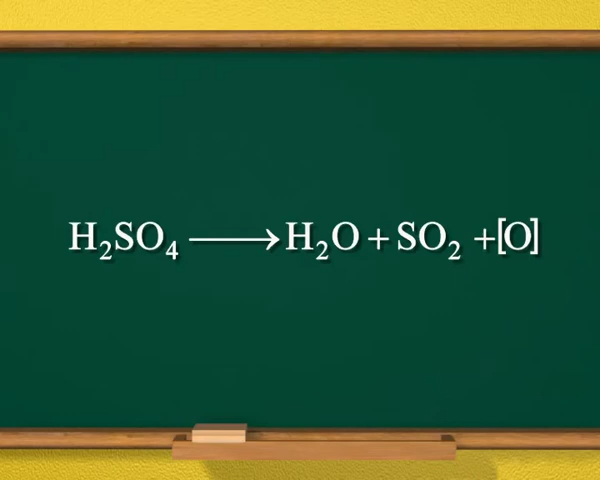 H₂SO₄ ⟶ H₂O + SO₂ + [O]